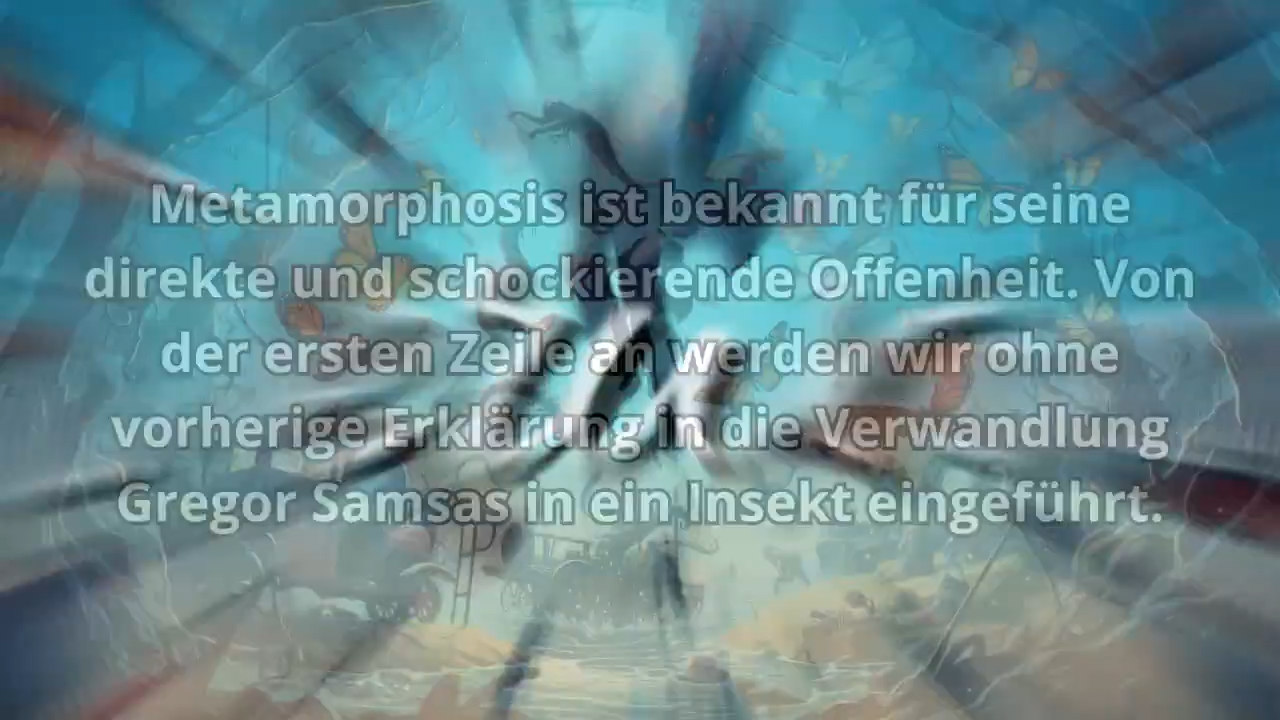 Metamorphosis ist bekannt für seine
direkte und schockierende Offenheit. Von
der ersten Zeile an werden wir ohne
vorherige Erklärung in die Verwandlung
Gregor Samsas in ein Insekt eingeführt.